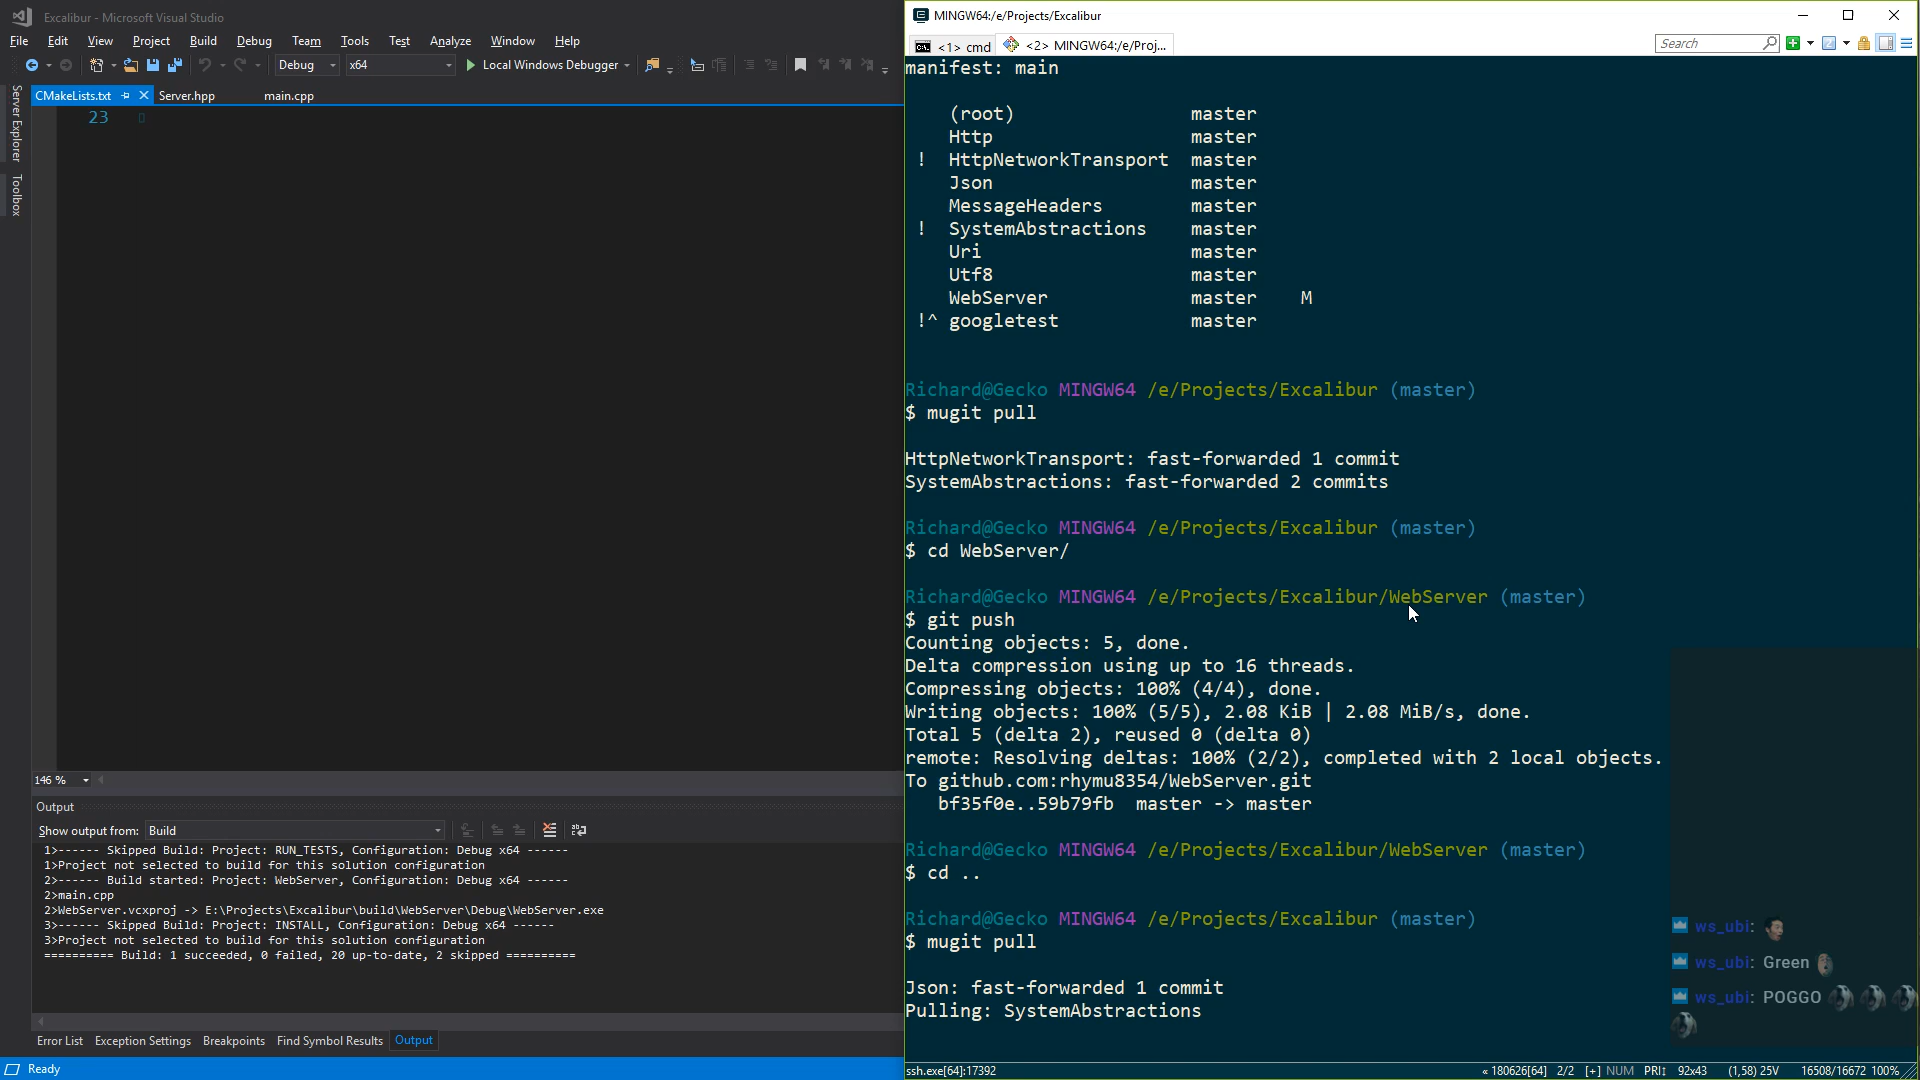 Excalibur - Microsoft Visual Studio
File Edit View Project Build Debug Team Tools Test Analyze Window Help
Debug x64 Local Windows Debugger
Server Explorer
Toolbox
CMakeLists.txt Server.hpp main.cpp
23
146 %
Output
Show output from: Build
1>------ Skipped Build: Project: RUN_TESTS, Configuration: Debug x64 ------
1>Project not selected to build for this solution configuration
2>------ Build started: Project: WebServer, Configuration: Debug x64 ------
2>main.cpp
2>WebServer.vcxproj -> E:\Projects\Excalibur\build\WebServer\Debug\WebServer.exe
3>------ Skipped Build: Project: INSTALL, Configuration: Debug x64 ------
3>Project not selected to build for this solution configuration
========== Build: 1 succeeded, 0 failed, 20 up-to-date, 2 skipped ==========
Error List Exception Settings Breakpoints Find Symbol Results Output
Ready
MINGW64:/e/Projects/Excalibur
<1> cmd <2> MINGW64:/e/Proj... Search
manifest: main
(root) master
Http master
! HttpNetworkTransport master
Json master
MessageHeaders master
! SystemAbstractions master
Uri master
Utf8 master
WebServer master M
!^ googletest master
Richard@Gecko MINGW64 /e/Projects/Excalibur (master)
$ mugit pull
HttpNetworkTransport: fast-forwarded 1 commit
SystemAbstractions: fast-forwarded 2 commits
Richard@Gecko MINGW64 /e/Projects/Excalibur (master)
$ cd WebServer/
Richard@Gecko MINGW64 /e/Projects/Excalibur/WebServer (master)
$ git push
Counting objects: 5, done.
Delta compression using up to 16 threads.
Compressing objects: 100% (4/4), done.
Writing objects: 100% (5/5), 2.08 KiB | 2.08 MiB/s, done.
Total 5 (delta 2), reused 0 (delta 0)
remote: Resolving deltas: 100% (2/2), completed with 2 local objects.
To github.com:rhymu8354/WebServer.git
bf35f0e..59b79fb master -> master
Richard@Gecko MINGW64 /e/Projects/Excalibur/WebServer (master)
$ cd ..
Richard@Gecko MINGW64 /e/Projects/Excalibur (master)
$ mugit pull
Json: fast-forwarded 1 commit
Pulling: SystemAbstractions
ws_ubi:
ws_ubi: Green
ws_ubi: POGGO
ssh.exe[64]:17392 « 180626[64] 2/2 [+] NUM PRI↕ 92x43 (1,58) 25V 16508/16672 100%